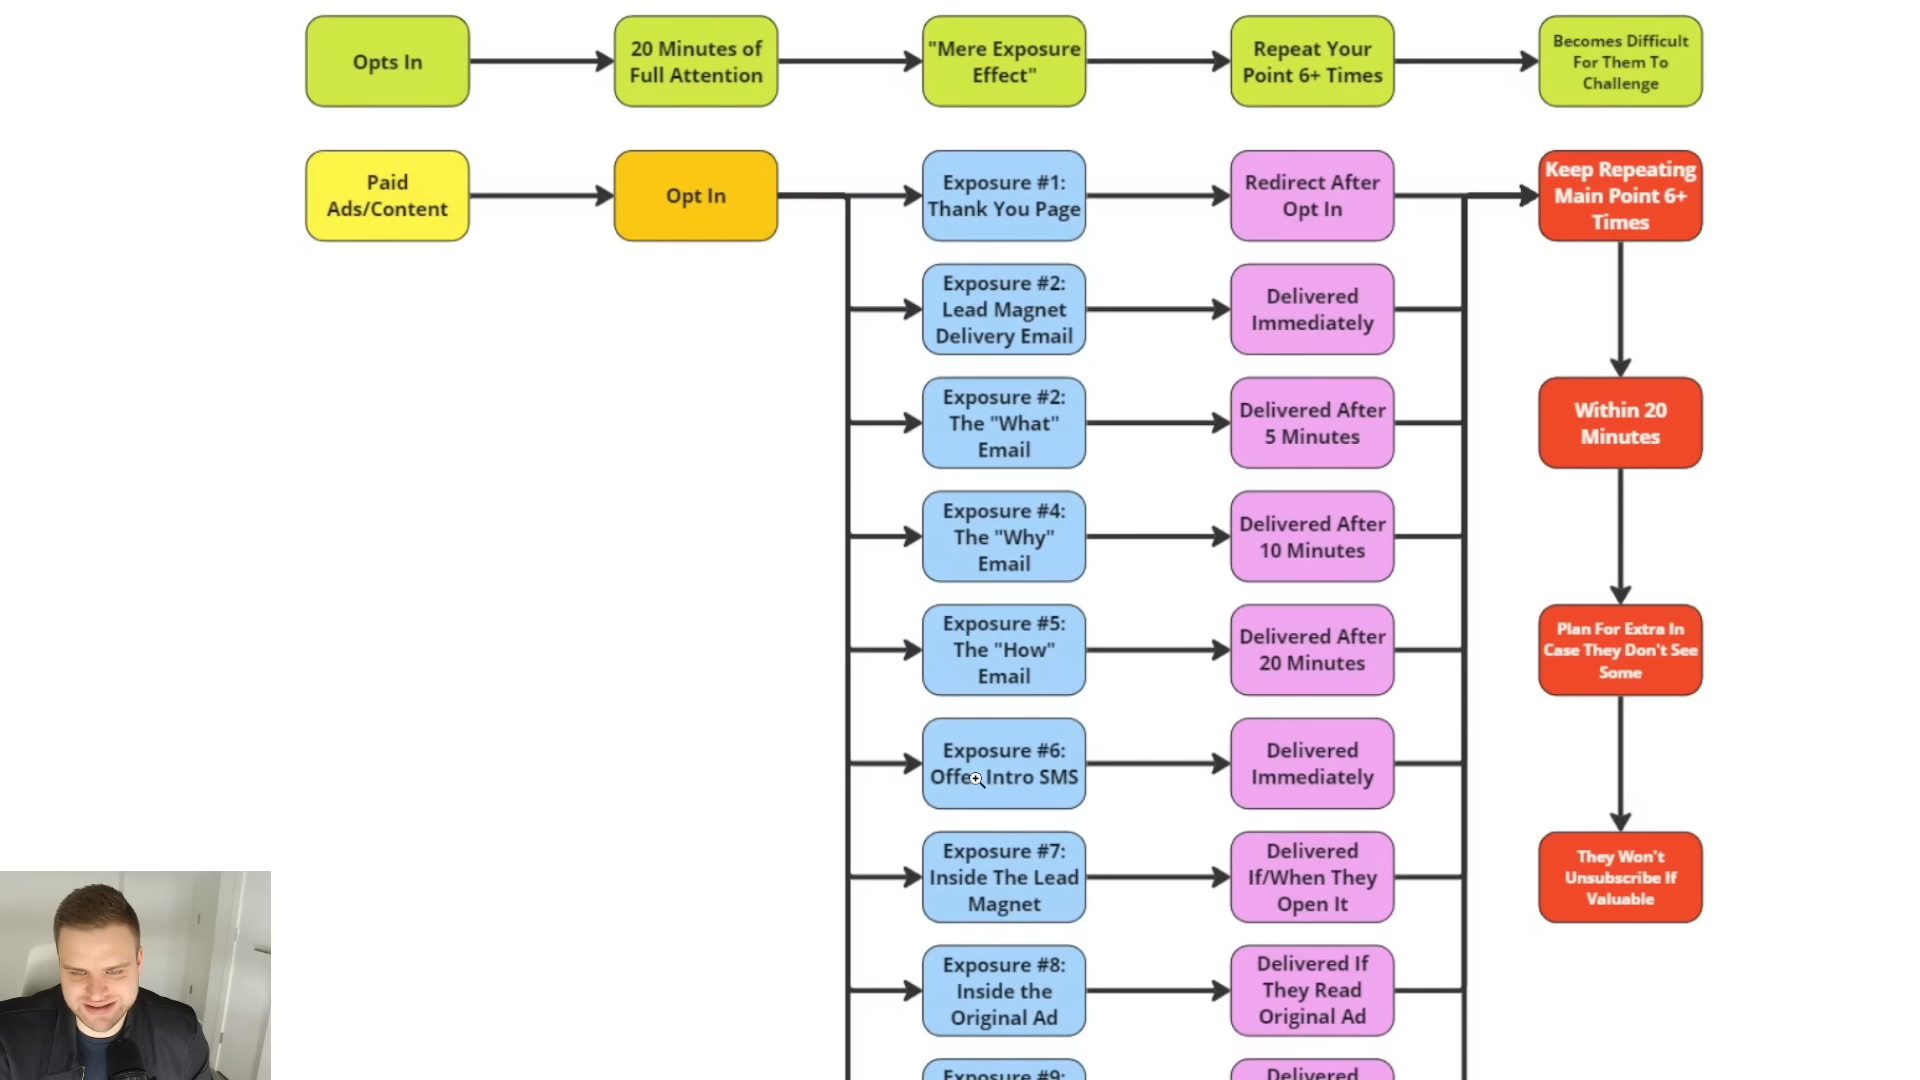 Opts In
20 Minutes of
Full Attention
"Mere Exposure
Effect"
Repeat Your
Point 6+ Times
Becomes Difficult
For Them To
Challenge
Paid
Ads/Content
Opt In
Exposure #1:
Thank You Page
Redirect After
Opt In
Keep Repeating
Main Point 6+
Times
Exposure #2:
Lead Magnet
Delivery Email
Delivered
Immediately
Exposure #2:
The "What"
Email
Delivered After
5 Minutes
Within 20
Minutes
Exposure #4:
The "Why"
Email
Delivered After
10 Minutes
Exposure #5:
The "How"
Email
Delivered After
20 Minutes
Plan For Extra In
Case They Don't See
Some
Exposure #6:
Offer Intro SMS
Delivered
Immediately
Exposure #7:
Inside The Lead
Magnet
Delivered
If/When They
Open It
They Won't
Unsubscribe If
Valuable
Exposure #8:
Inside the
Original Ad
Delivered If
They Read
Original Ad
Exposure #9:
Delivered